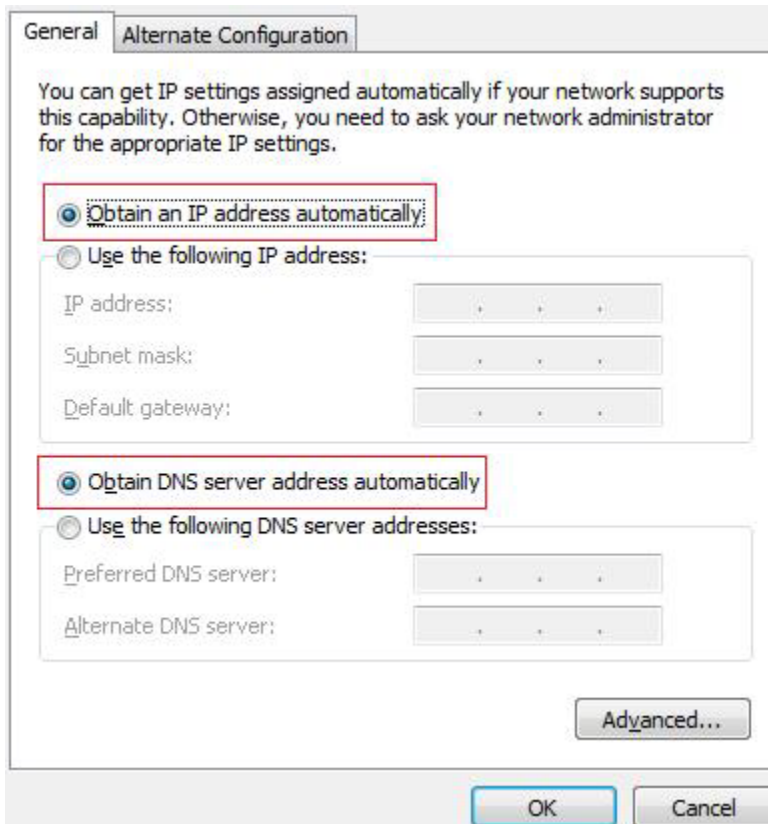 General
Alternate Configuration
You can get IP settings assigned automatically if your network supports
this capability. Otherwise, you need to ask your network administrator
for the appropriate IP settings.
Obtain an IP address automatically
Use the following IP address:
IP address:
Subnet mask:
Default gateway:
Obtain DNS server address automatically
Use the following DNS server addresses:
Preferred DNS server:
Alternate DNS server:
Advanced...
OK
Cancel